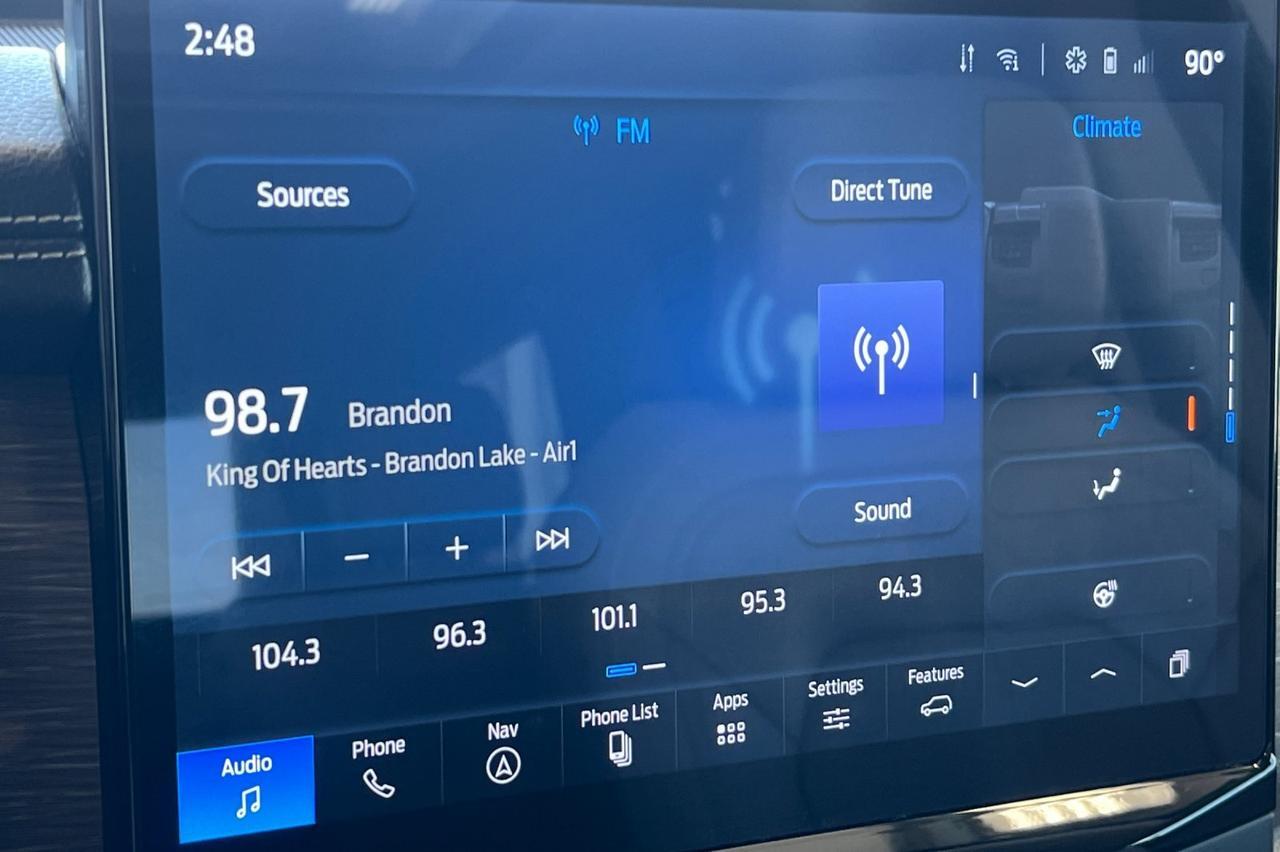 2:48
90°
FM
Climate
Sources
Direct Tune
98.7 Brandon
King Of Hearts - Brandon Lake - Air1
Sound
104.3 96.3 101.1 95.3 94.3
Audio Phone Nav Phone List Apps Settings Features